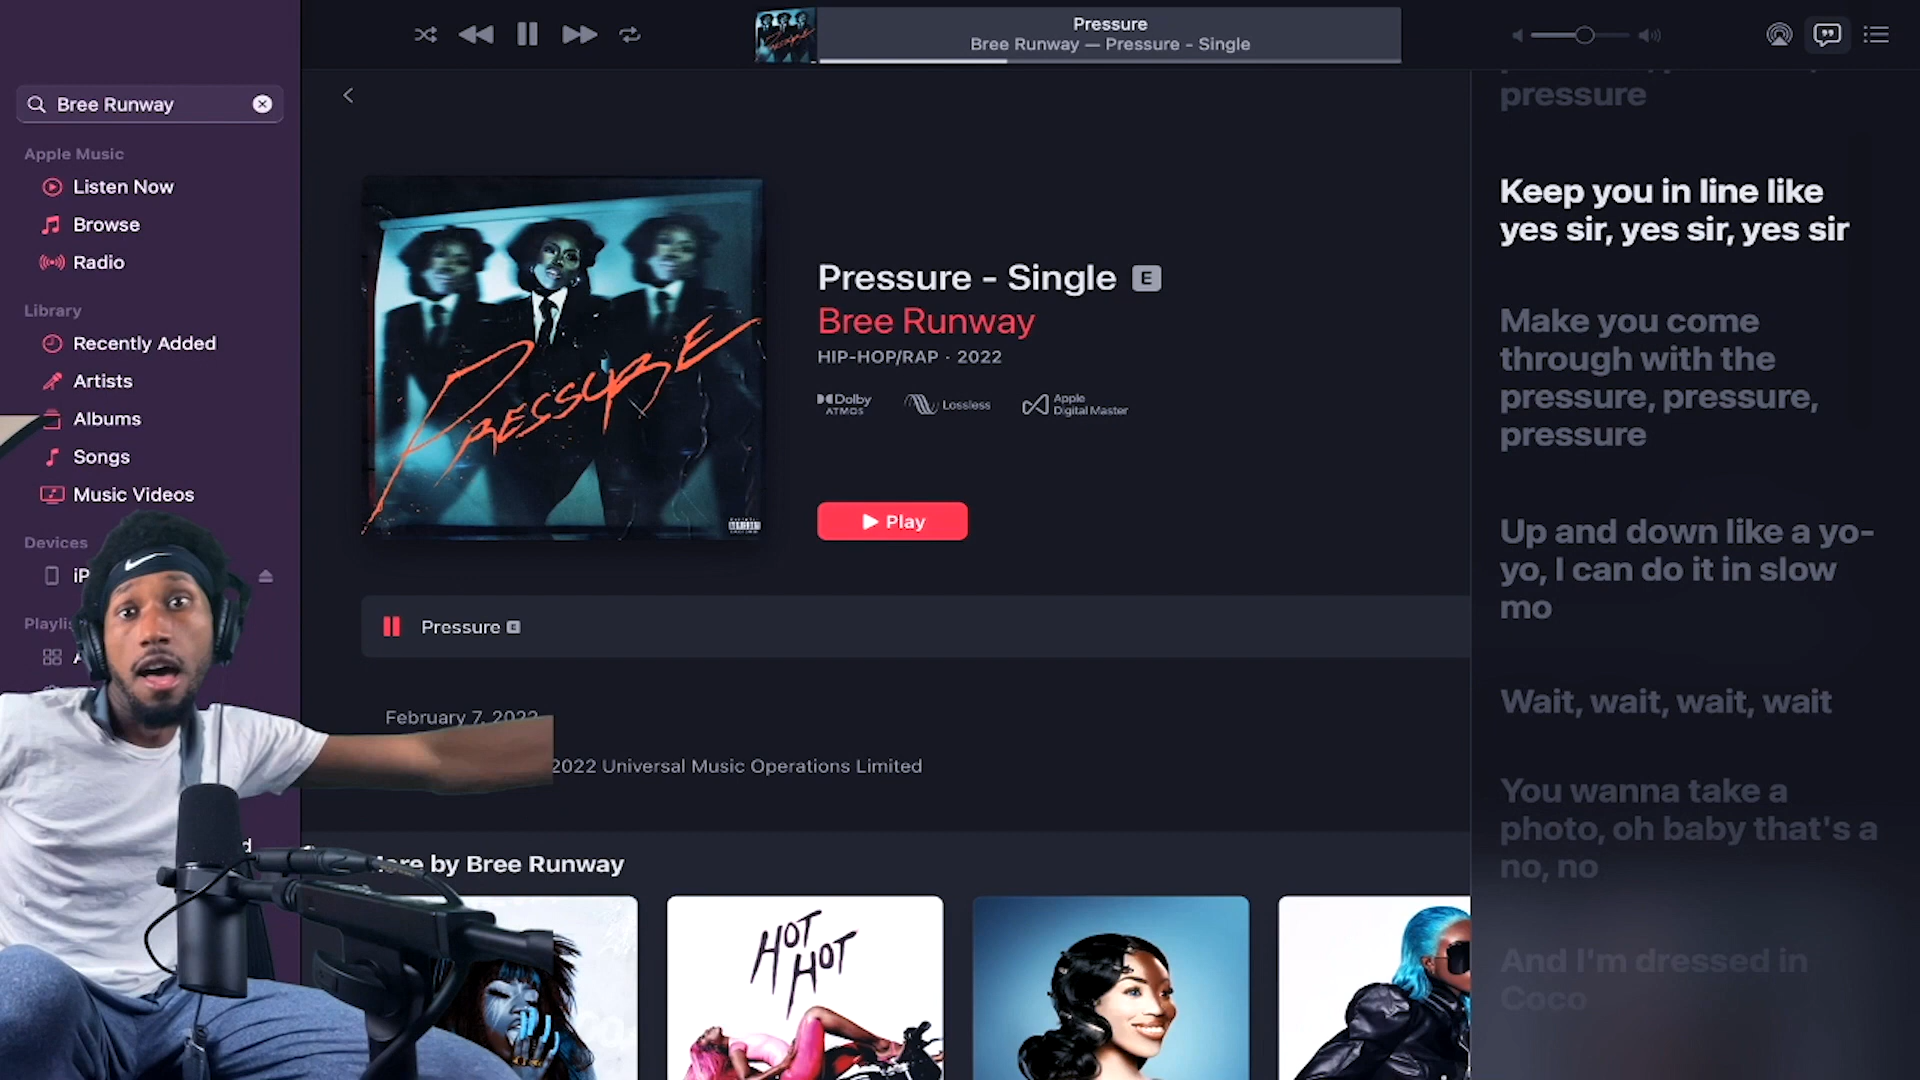 Pressure
Bree Runway — Pressure - Single
Bree Runway
Apple Music
Listen Now
Browse
Radio
Library
Recently Added
Artists
Albums
Songs
Music Videos
Devices
iP
PRESSURE
Pressure - Single E
Bree Runway
HIP-HOP/RAP · 2022
Dolby
ATMOS
Lossless
Apple
Digital Master
Play
Pressure E
February 7, 2022
2022 Universal Music Operations Limited
More by Bree Runway
HOT
HOT
pressure
Keep you in line like
yes sir, yes sir, yes sir
Make you come
through with the
pressure, pressure,
pressure
Up and down like a yo-
yo, I can do it in slow
mo
Wait, wait, wait, wait
You wanna take a
photo, oh baby that's a
no, no
And I'm dressed in
Coco